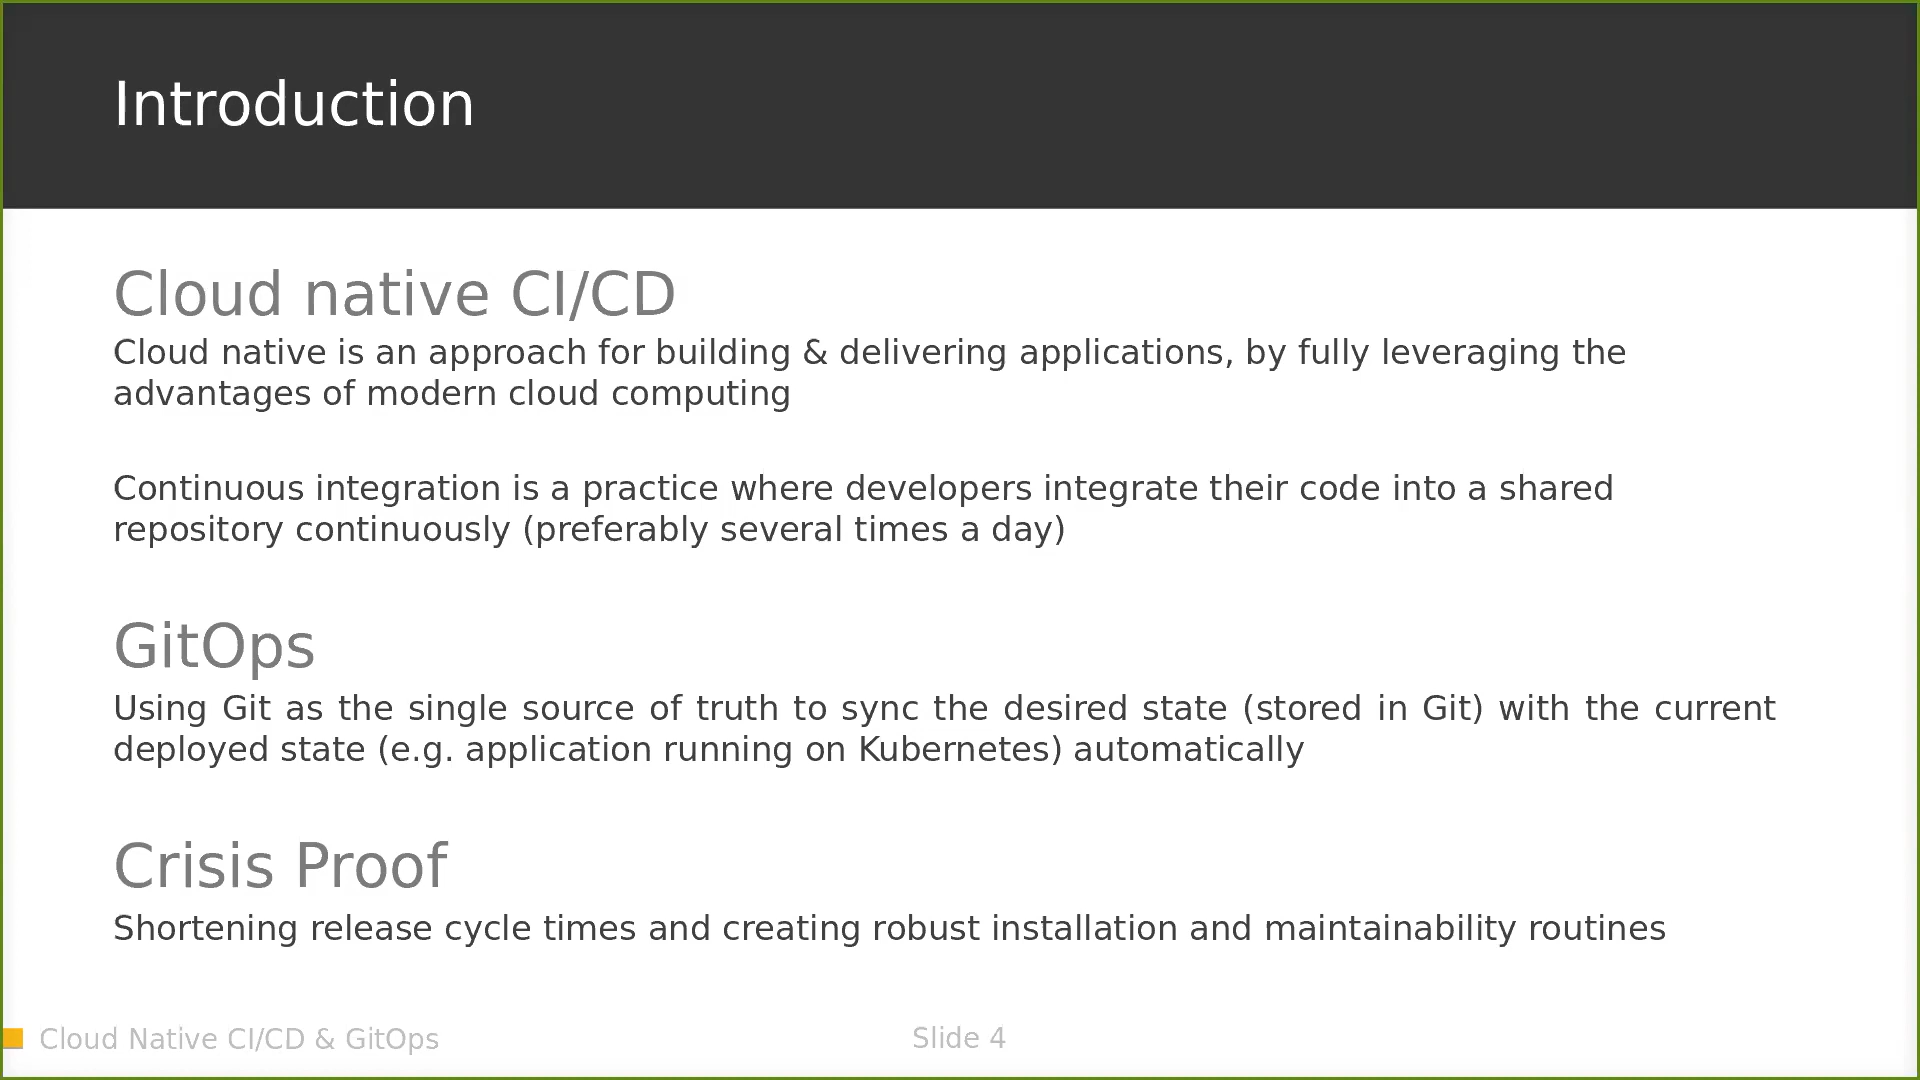 Introduction
Cloud native CI/CD
Cloud native is an approach for building & delivering applications, by fully leveraging the
advantages of modern cloud computing
Continuous integration is a practice where developers integrate their code into a shared
repository continuously (preferably several times a day)
GitOps
Using Git as the single source of truth to sync the desired state (stored in Git) with the current
deployed state (e.g. application running on Kubernetes) automatically
Crisis Proof
Shortening release cycle times and creating robust installation and maintainability routines
Cloud Native CI/CD & GitOps
Slide 4